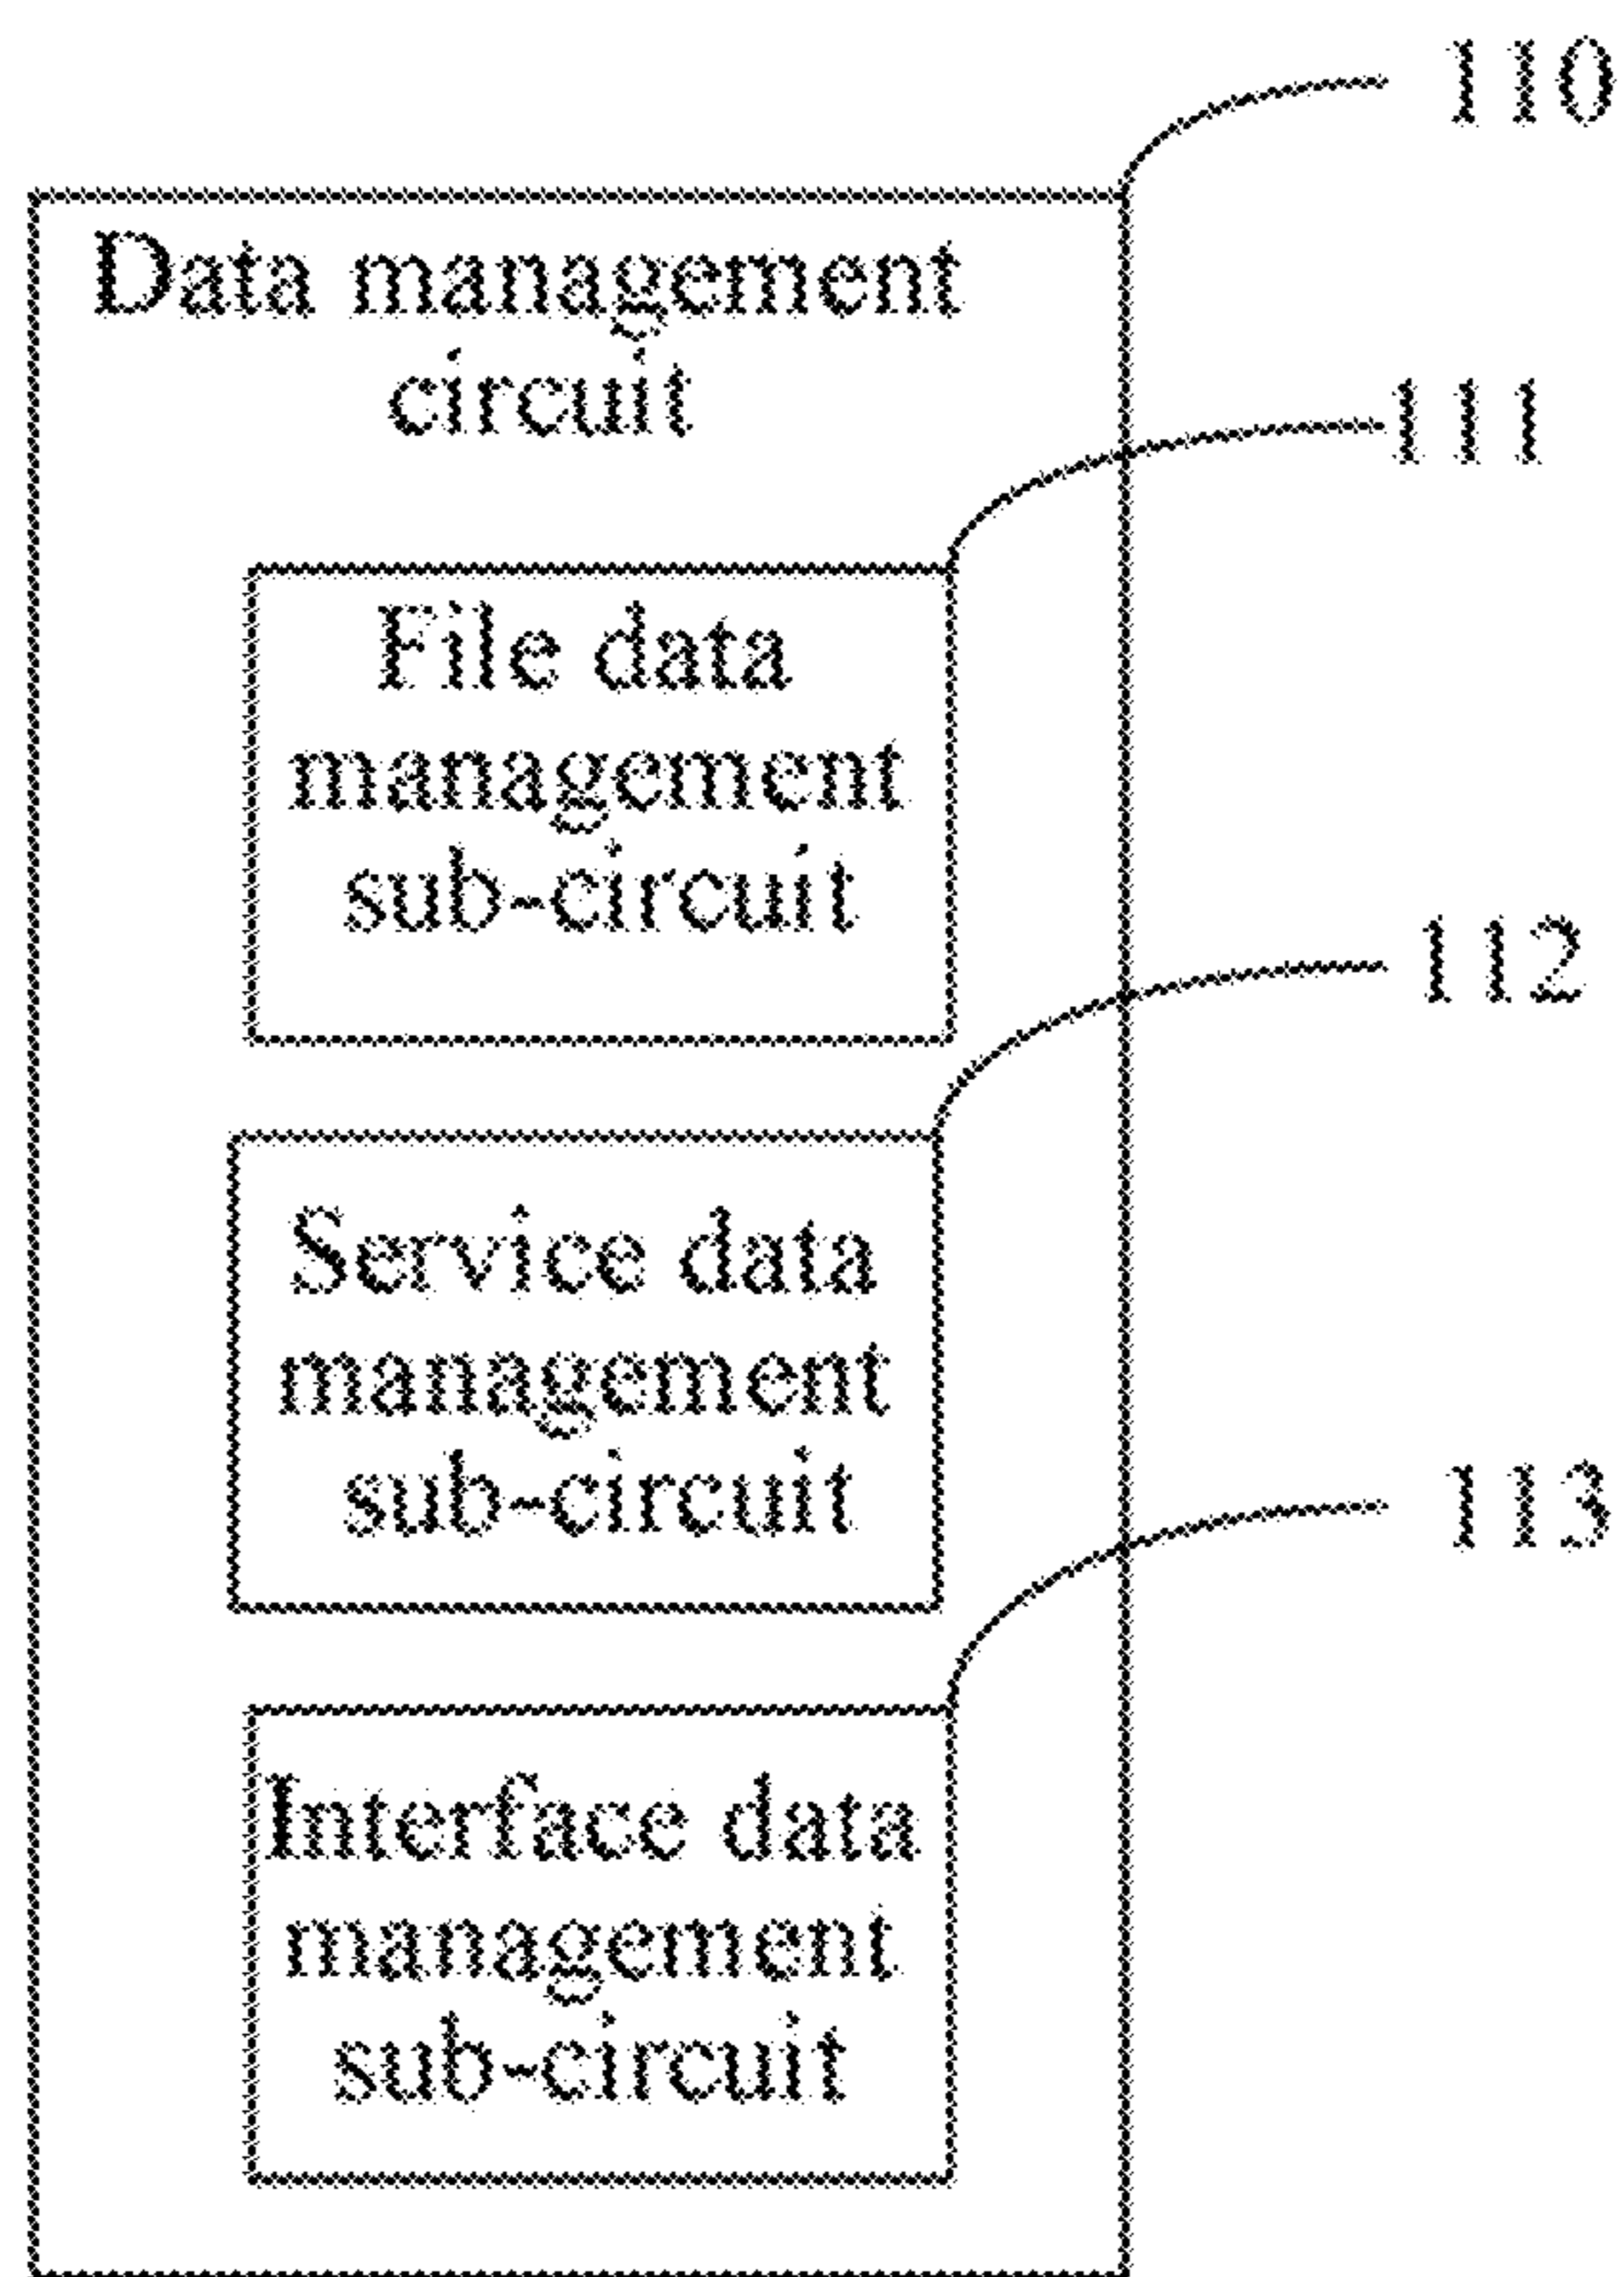 110
Data management
circuit
111
File data
management
sub-circuit
112
Service data
management
sub-circuit
113
Interface data
management
sub-circuit